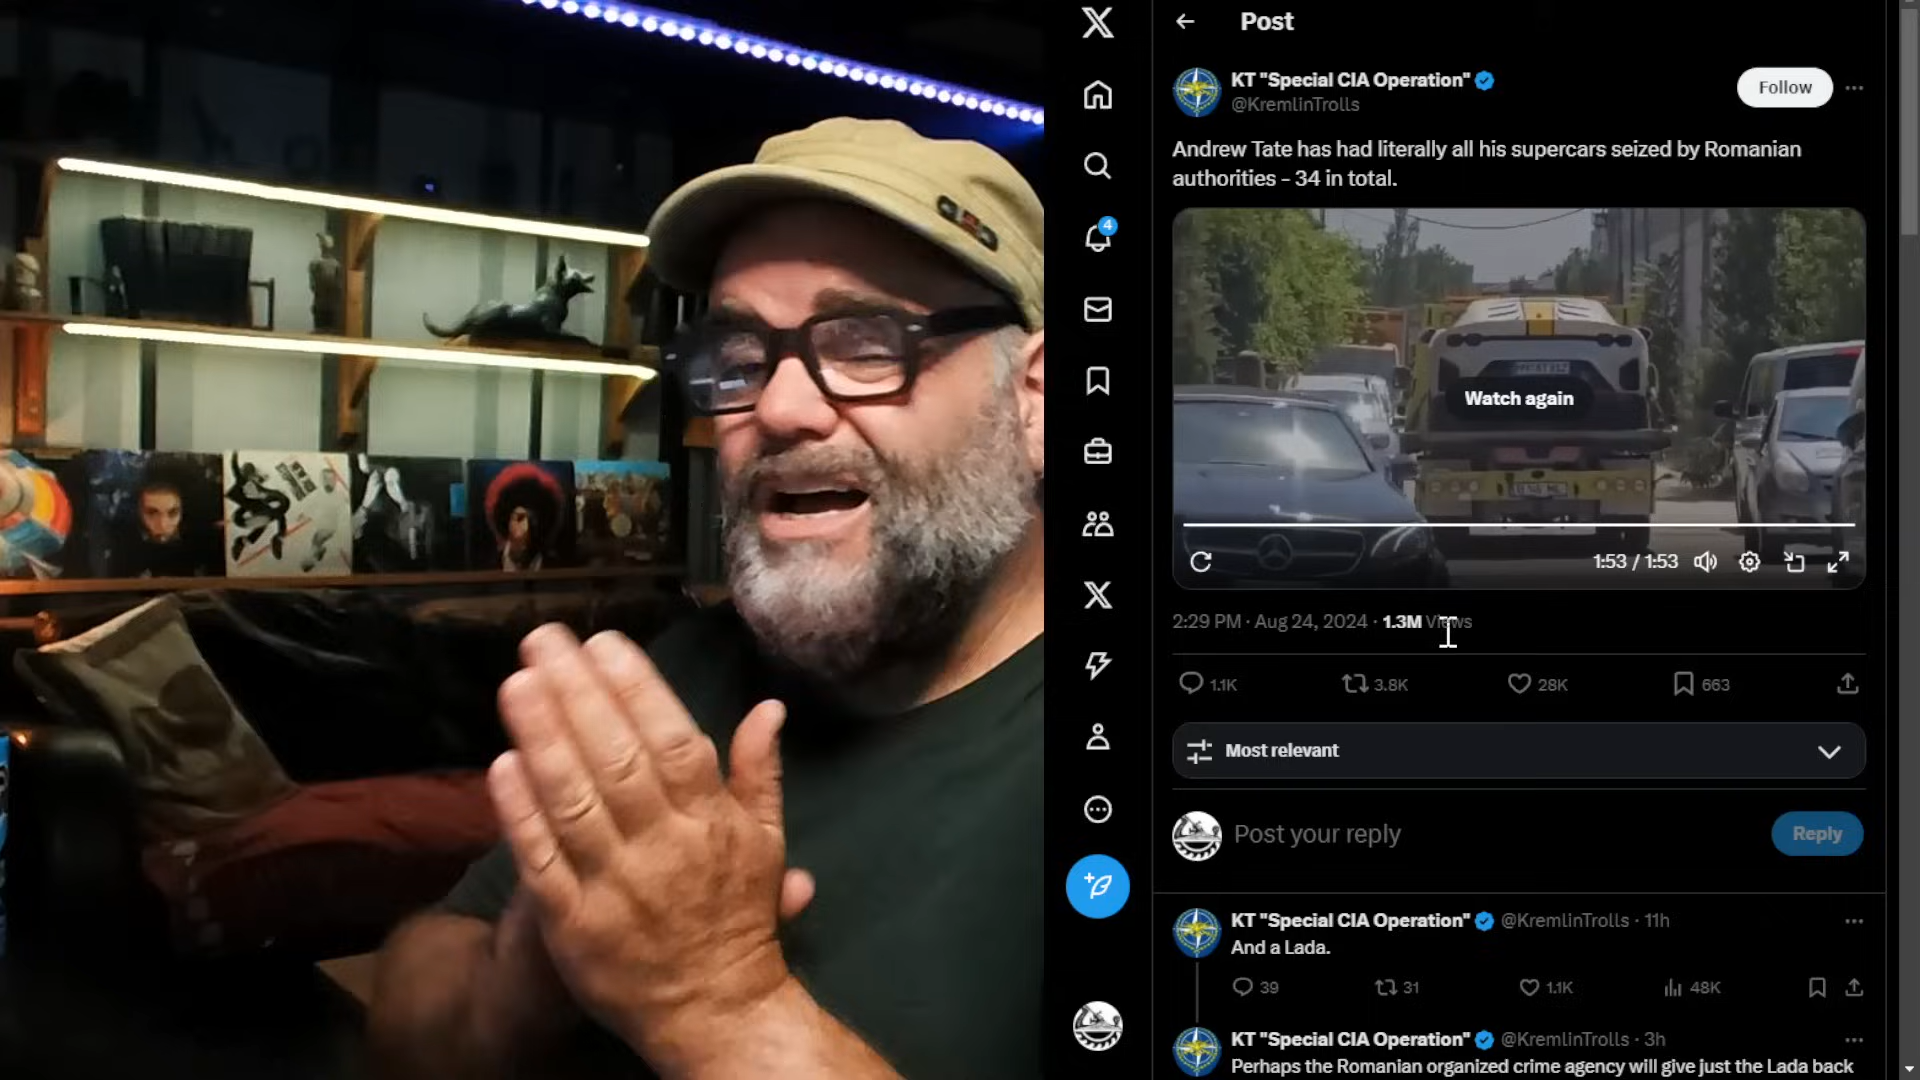 Post
KT "Special CIA Operation"
@KremlinTrolls
Follow
Andrew Tate has had literally all his supercars seized by Romanian
authorities - 34 in total.
4
Watch again
1:53 / 1:53
2:29 PM · Aug 24, 2024 · 1.3M Views
1.1K 3.8K 28K 663
Most relevant
Post your reply
Reply
KT "Special CIA Operation" @KremlinTrolls · 11h
And a Lada.
39 31 1.1K 48K
KT "Special CIA Operation" @KremlinTrolls · 3h
Perhaps the Romanian organized crime agency will give just the Lada back